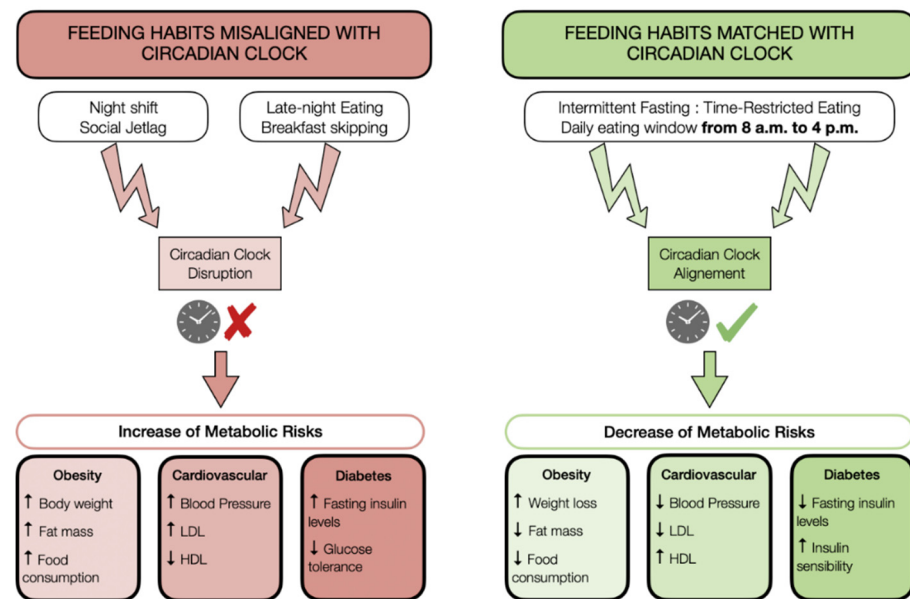 FEEDING HABITS MISALIGNED WITH
CIRCADIAN CLOCK
Night shift
Social Jetlag
Late-night Eating
Breakfast skipping
Circadian Clock
Disruption
Increase of Metabolic Risks
Obesity
↑ Body weight
↑ Fat mass
↑ Food
consumption
Cardiovascular
↑ Blood Pressure
↑ LDL
↓ HDL
Diabetes
↑ Fasting insulin
levels
↓ Glucose
tolerance
FEEDING HABITS MATCHED WITH
CIRCADIAN CLOCK
Intermittent Fasting : Time-Restricted Eating
Daily eating window from 8 a.m. to 4 p.m.
Circadian Clock
Alignement
Decrease of Metabolic Risks
Obesity
↑ Weight loss
↓ Fat mass
↓ Food
consumption
Cardiovascular
↓ Blood Pressure
↓ LDL
↑ HDL
Diabetes
↓ Fasting insulin
levels
↑ Insulin
sensibility